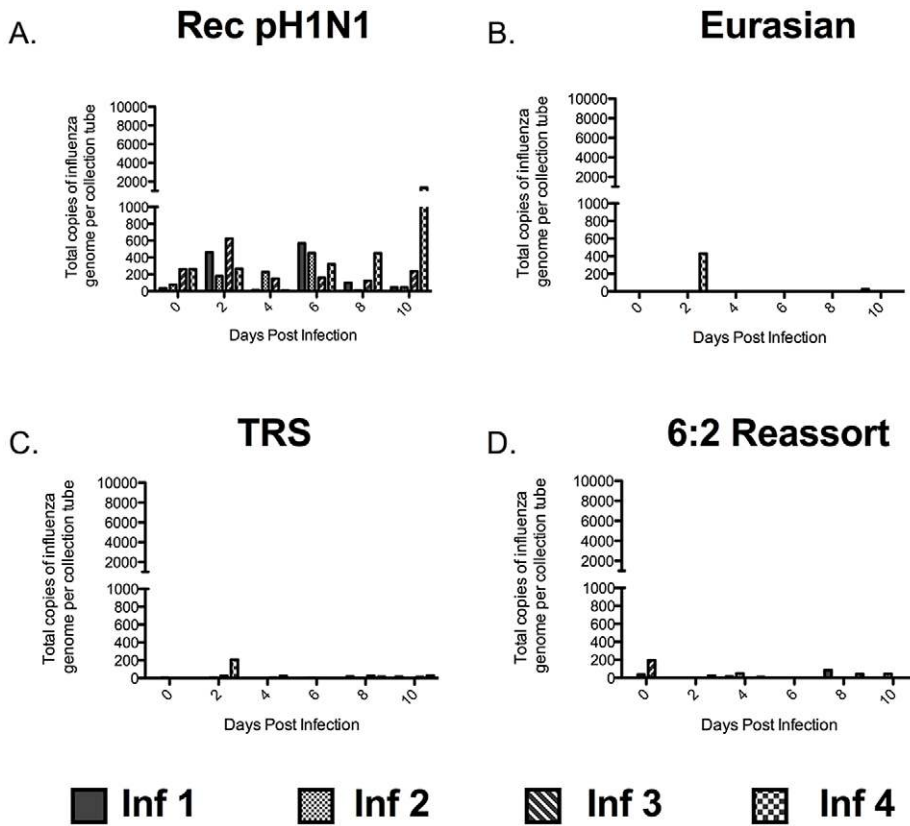 A.
Rec pH1N1
Total copies of influenza
genome per collection tube
10000
8000
6000
4000
2000
1000
800
600
400
200
0
0
2
4
6
8
10
Days Post Infection
B.
Eurasian
Total copies of influenza
genome per collection tube
10000
8000
6000
4000
2000
1000
800
600
400
200
0
0
2
4
6
8
10
Days Post Infection
C.
TRS
Total copies of influenza
genome per collection tube
10000
8000
6000
4000
2000
1000
800
600
400
200
0
0
2
4
6
8
10
Days Post Infection
D.
6:2 Reassort
Total copies of influenza
genome per collection tube
10000
8000
6000
4000
2000
1000
800
600
400
200
0
0
2
4
6
8
10
Days Post Infection
Inf 1
Inf 2
Inf 3
Inf 4